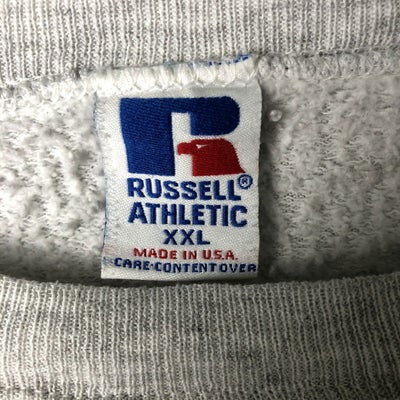 RUSSELL®
ATHLETIC
XXL
MADE IN U.S.A.
CARE-CONTENT OVER